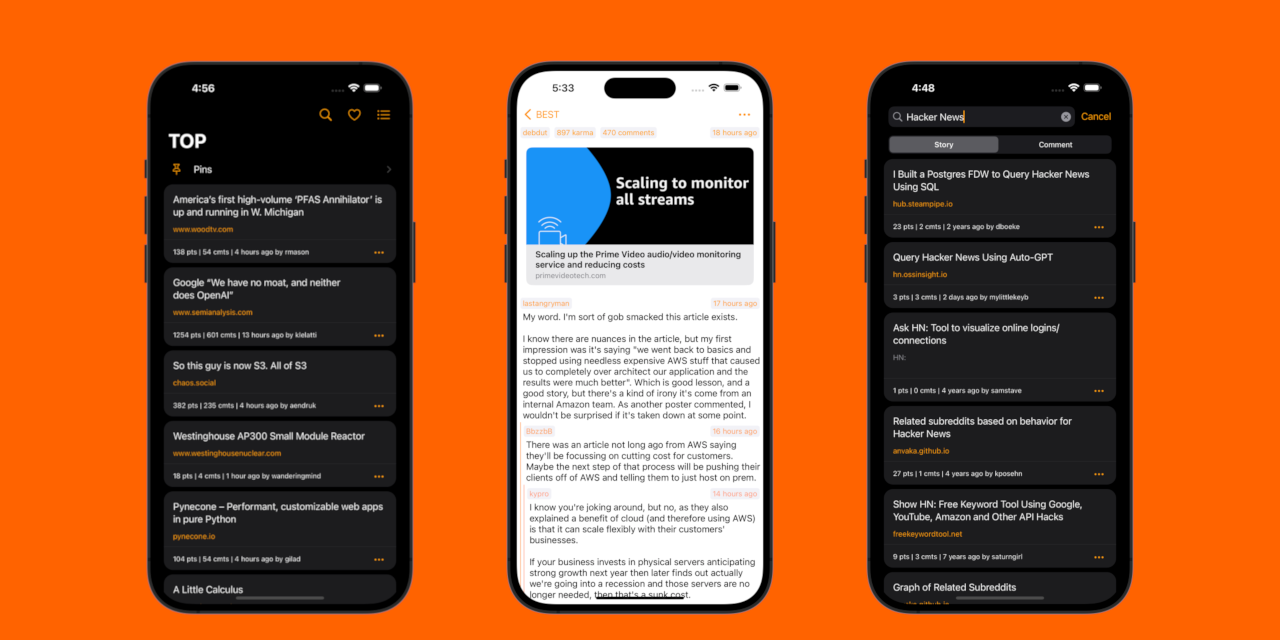 4:56
TOP
Pins
America's first high-volume ‘PFAS Annihilator’ is
up and running in W. Michigan
www.woodtv.com
138 pts | 54 cmts | 4 hours ago by rmason
Google “We have no moat, and neither
does OpenAI”
www.semianalysis.com
1254 pts | 601 cmts | 13 hours ago by klelatti
So this guy is now S3. All of S3
chaos.social
382 pts | 235 cmts | 4 hours ago by aendruk
Westinghouse AP300 Small Module Reactor
www.westinghousenuclear.com
18 pts | 4 cmts | 1 hour ago by wanderingmind
Pynecone – Performant, customizable web apps
in pure Python
pynecone.io
104 pts | 54 cmts | 4 hours ago by gilad
A Little Calculus
5:33
BEST
debdut 697 karma 470 comments 18 hours ago
Scaling to monitor
all streams
Scaling up the Prime Video audio/video monitoring
service and reducing costs
primevideotech.com
lastangryman 17 hours ago
My word. I'm sort of gob smacked this article exists.
I know there are nuances in the article, but my first
impression was it's saying "we went back to basics and
stopped using needless expensive AWS stuff that caused
us to completely over architect our application and the
results were much better". Which is good lesson, and a
good story, but there's a kind of irony it's come from an
internal Amazon team. As another poster commented, I
wouldn't be surprised if it's taken down at some point.
BbzzbB 16 hours ago
There was an article not long ago from AWS saying
they'll be focussing on cutting cost for customers.
Maybe the next step of that process will be pushing their
clients off of AWS and telling them to just host on prem.
kypro 14 hours ago
I know you're joking around, but no, as they also
explained a benefit of cloud (and therefore using AWS)
is that it can scale flexibly with their customers'
businesses.
If your business invests in physical servers anticipating
strong growth next year then later finds out actually
we're going into a recession and those servers are no
longer needed, then that's a sunk cost.
4:48
Hacker News Cancel
Story Comment
I Built a Postgres FDW to Query Hacker News
Using SQL
hub.steampipe.io
23 pts | 2 cmts | 2 years ago by dboeke
Query Hacker News Using Auto-GPT
hn.ossinsight.io
3 pts | 3 cmts | 2 days ago by mylittlekeyb
Ask HN: Tool to visualize online logins/
connections
HN:
1 pts | 0 cmts | 4 years ago by samstave
Related subreddits based on behavior for
Hacker News
anvaka.github.io
27 pts | 1 cmts | 4 years ago by kposehn
Show HN: Free Keyword Tool Using Google,
YouTube, Amazon and Other API Hacks
freekeywordtool.net
9 pts | 3 cmts | 7 years ago by saturngirl
Graph of Related Subreddits